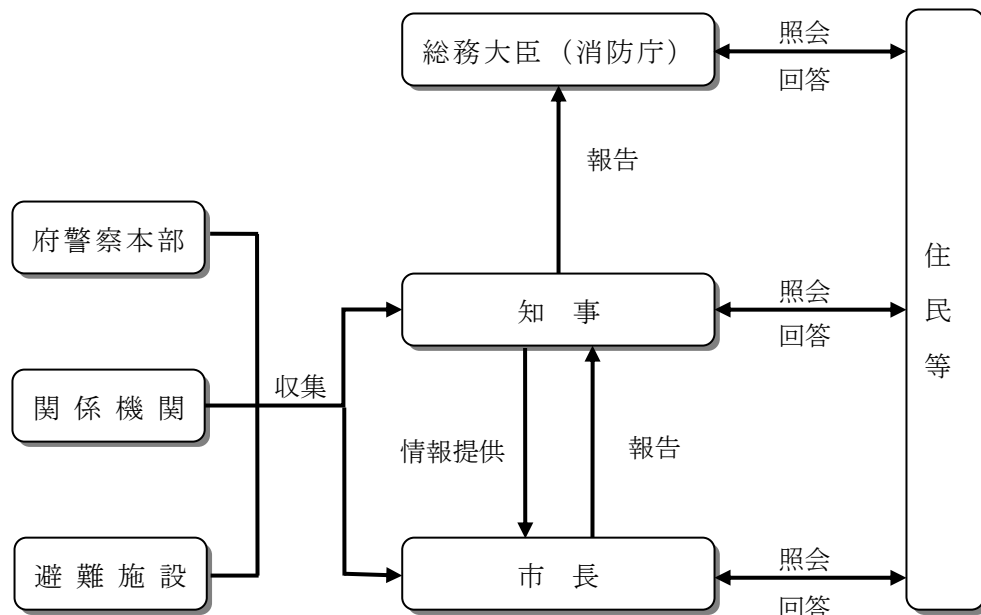 総務大臣（消防庁）
照会
回答
報告
府警察本部
知 事
照会
回答
住民等
関係機関
収集
情報提供
報告
避難施設
市 長
照会
回答